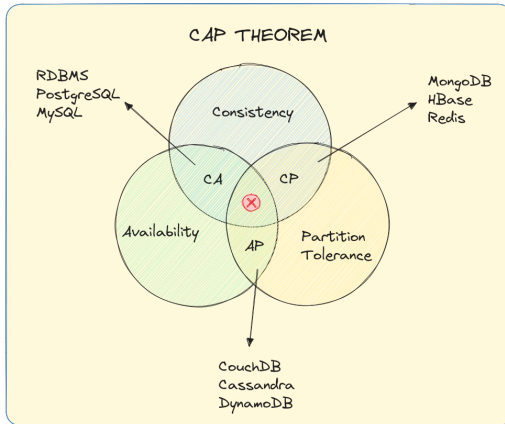 CAP THEOREM
RDBMS
PostgreSQL
MySQL
MongoDB
HBase
Redis
Consistency
CA
CP
Availability
AP
Partition
Tolerance
CouchDB
Cassandra
DynamoDB